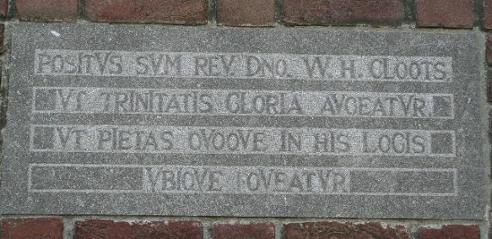 POSITVS SVM REV. DNO. W. H. CLOOTS.
VT TRINITATIS GLORIA AVGEATVR
VT PIETAS QVOQVE IN HIS LOCIS
VBIQVE FOVEATVR